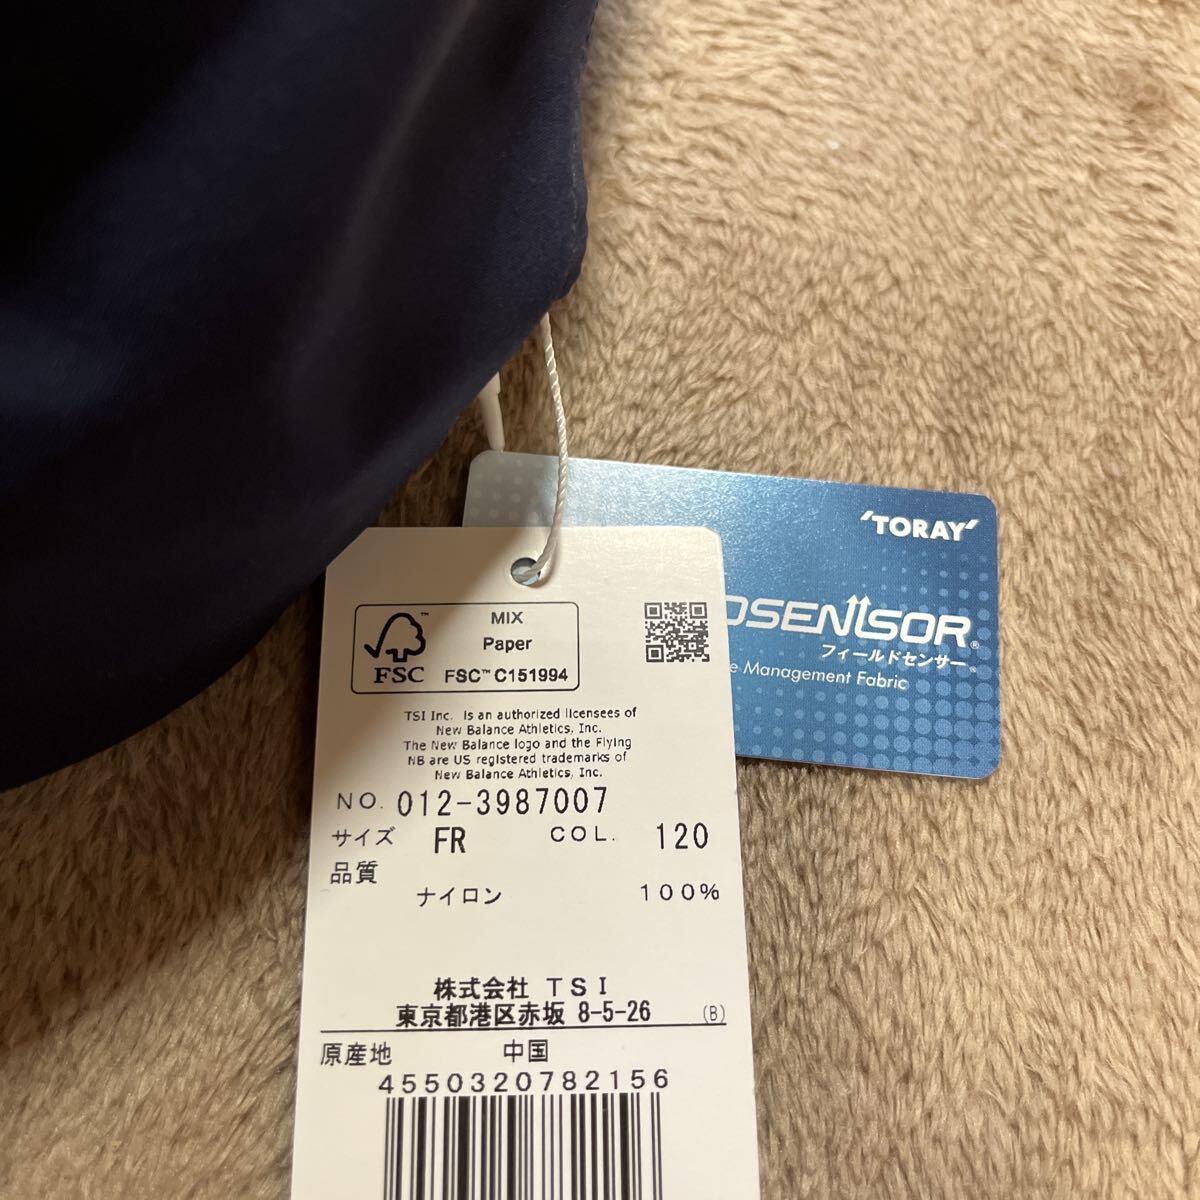 'TORAY'
DSENSOR®
フィールドセンサー™
Management Fabric
FSC
MIX
Paper
FSC™ C151994
TSI Inc. is an authorized licensees of
New Balance Athletics, Inc.
The New Balance logo and the Flying
NB are US registered trademarks of
New Balance Athletics, Inc.
NO. 012-3987007
サイズ FR COL. 120
品質
ナイロン 100%
株式会社 TSI
東京都港区赤坂 8-5-26 (B)
原産地 中国
4550320782156